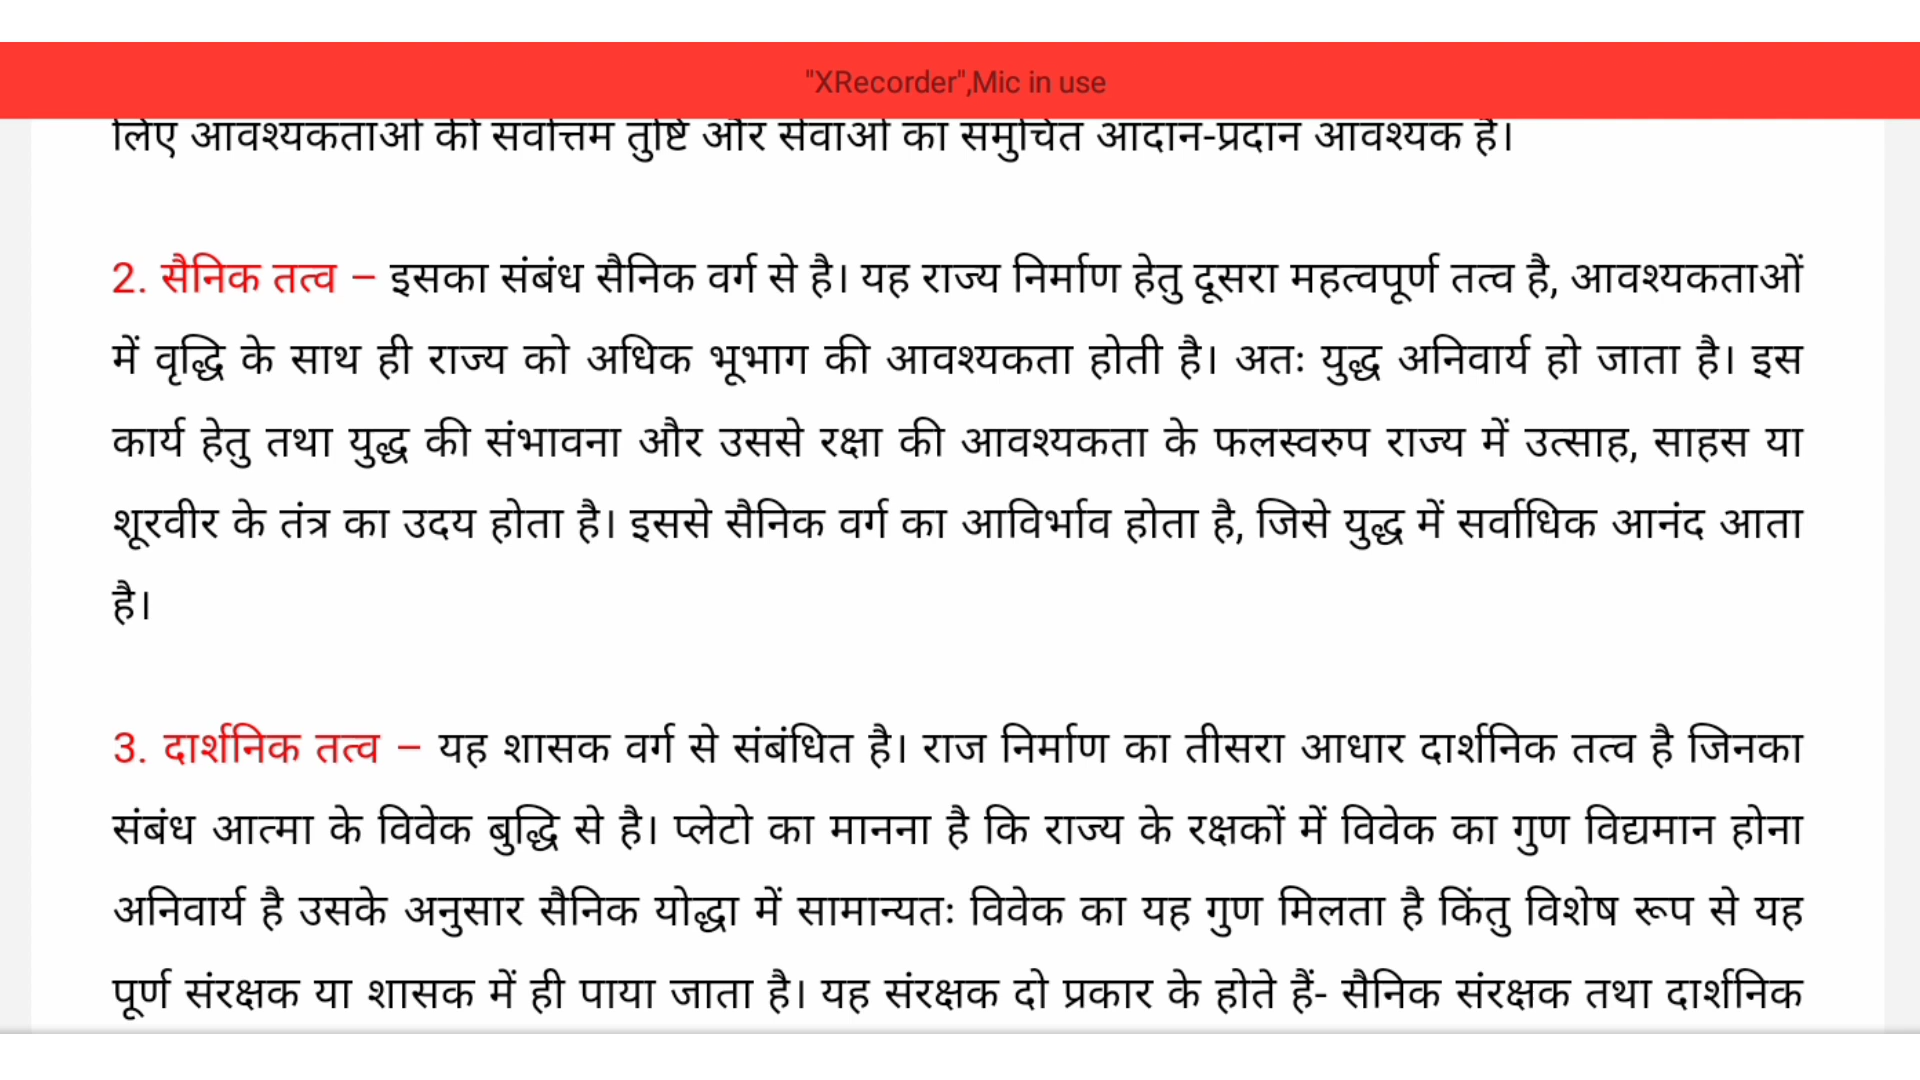 "XRecorder",Mic in use
लिए आवश्यकताओं की सर्वोत्तम तुष्टि और सेवाओं का समुचित आदान-प्रदान आवश्यक है।
2. सैनिक तत्व – इसका संबंध सैनिक वर्ग से है। यह राज्य निर्माण हेतु दूसरा महत्वपूर्ण तत्व है, आवश्यकताओं
में वृद्धि के साथ ही राज्य को अधिक भूभाग की आवश्यकता होती है। अतः युद्ध अनिवार्य हो जाता है। इस
कार्य हेतु तथा युद्ध की संभावना और उससे रक्षा की आवश्यकता के फलस्वरुप राज्य में उत्साह, साहस या
शूरवीर के तंत्र का उदय होता है। इससे सैनिक वर्ग का आविर्भाव होता है, जिसे युद्ध में सर्वाधिक आनंद आता
है।
3. दार्शनिक तत्व – यह शासक वर्ग से संबंधित है। राज निर्माण का तीसरा आधार दार्शनिक तत्व है जिनका
संबंध आत्मा के विवेक बुद्धि से है। प्लेटो का मानना है कि राज्य के रक्षकों में विवेक का गुण विद्यमान होना
अनिवार्य है उसके अनुसार सैनिक योद्धा में सामान्यतः विवेक का यह गुण मिलता है किंतु विशेष रूप से यह
पूर्ण संरक्षक या शासक में ही पाया जाता है। यह संरक्षक दो प्रकार के होते हैं- सैनिक संरक्षक तथा दार्शनिक